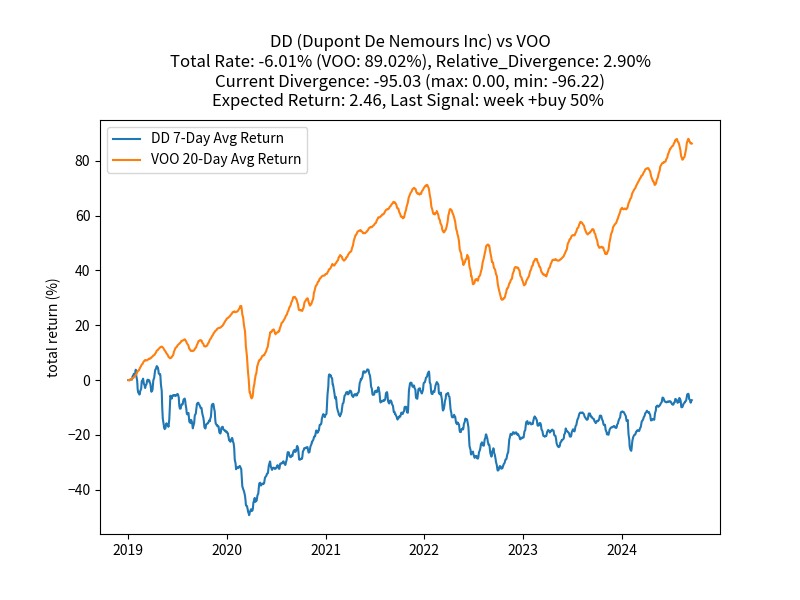 DD (Dupont De Nemours Inc) vs VOO
Total Rate: -6.01% (VOO: 89.02%), Relative_Divergence: 2.90%
Current Divergence: -95.03 (max: 0.00, min: -96.22)
Expected Return: 2.46, Last Signal: week +buy 50%
DD 7-Day Avg Return
VOO 20-Day Avg Return
total return (%)
80
60
40
20
0
−20
−40
2019 2020 2021 2022 2023 2024